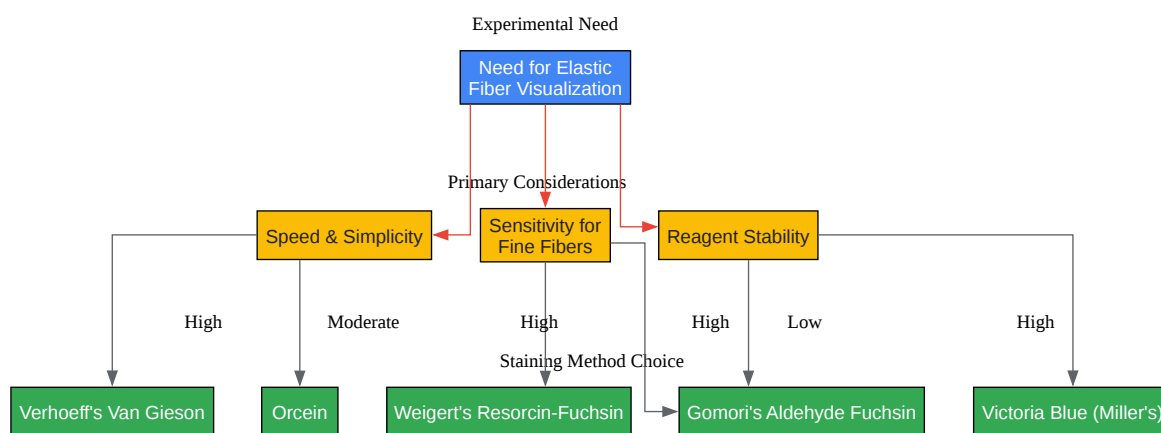 Experimental Need
Need for Elastic
Fiber Visualization
Primary Considerations
Speed & Simplicity
Sensitivity for
Fine Fibers
Reagent Stability
High
Moderate
High
High
Low
High
Staining Method Choice
Verhoeff's Van Gieson
Orcein
Weigert's Resorcin-Fuchsin
Gomori's Aldehyde Fuchsin
Victoria Blue (Miller's)